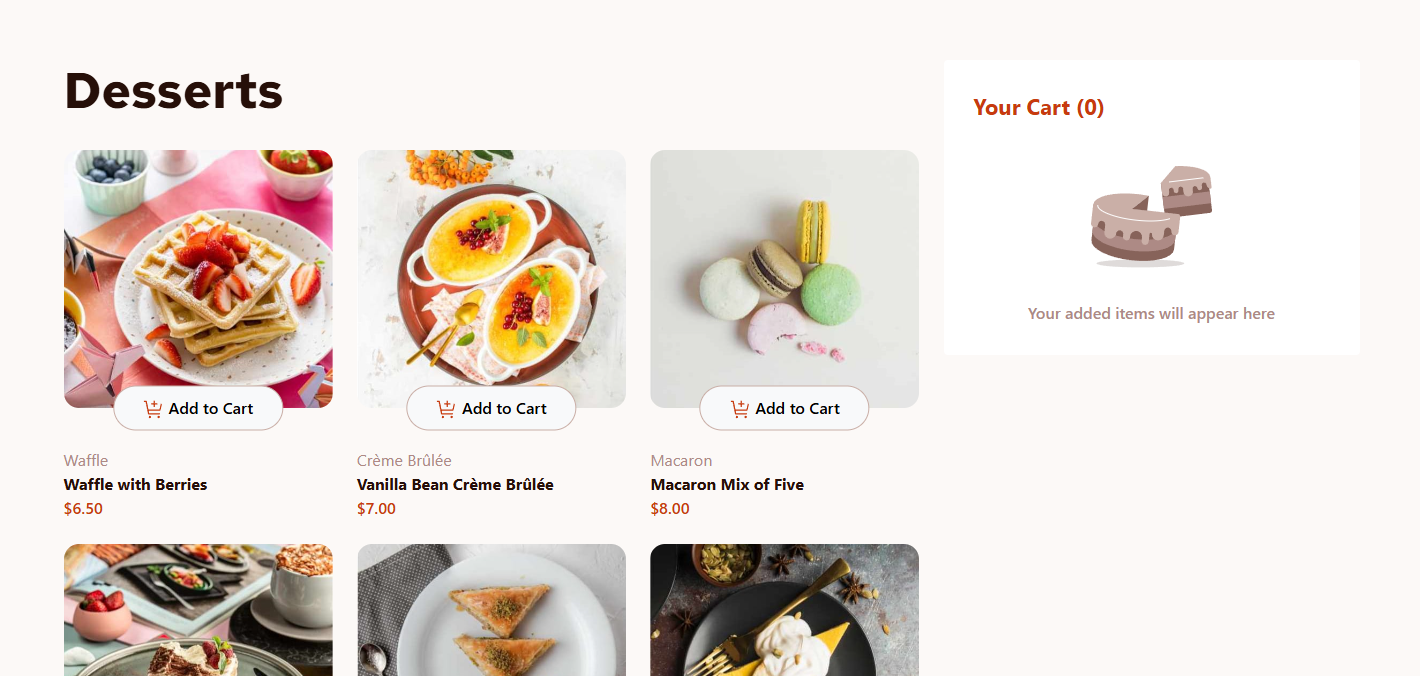 Desserts
Your Cart (0)
Your added items will appear here
Add to Cart
Add to Cart
Add to Cart
Waffle
Waffle with Berries
$6.50
Crème Brûlée
Vanilla Bean Crème Brûlée
$7.00
Macaron
Macaron Mix of Five
$8.00